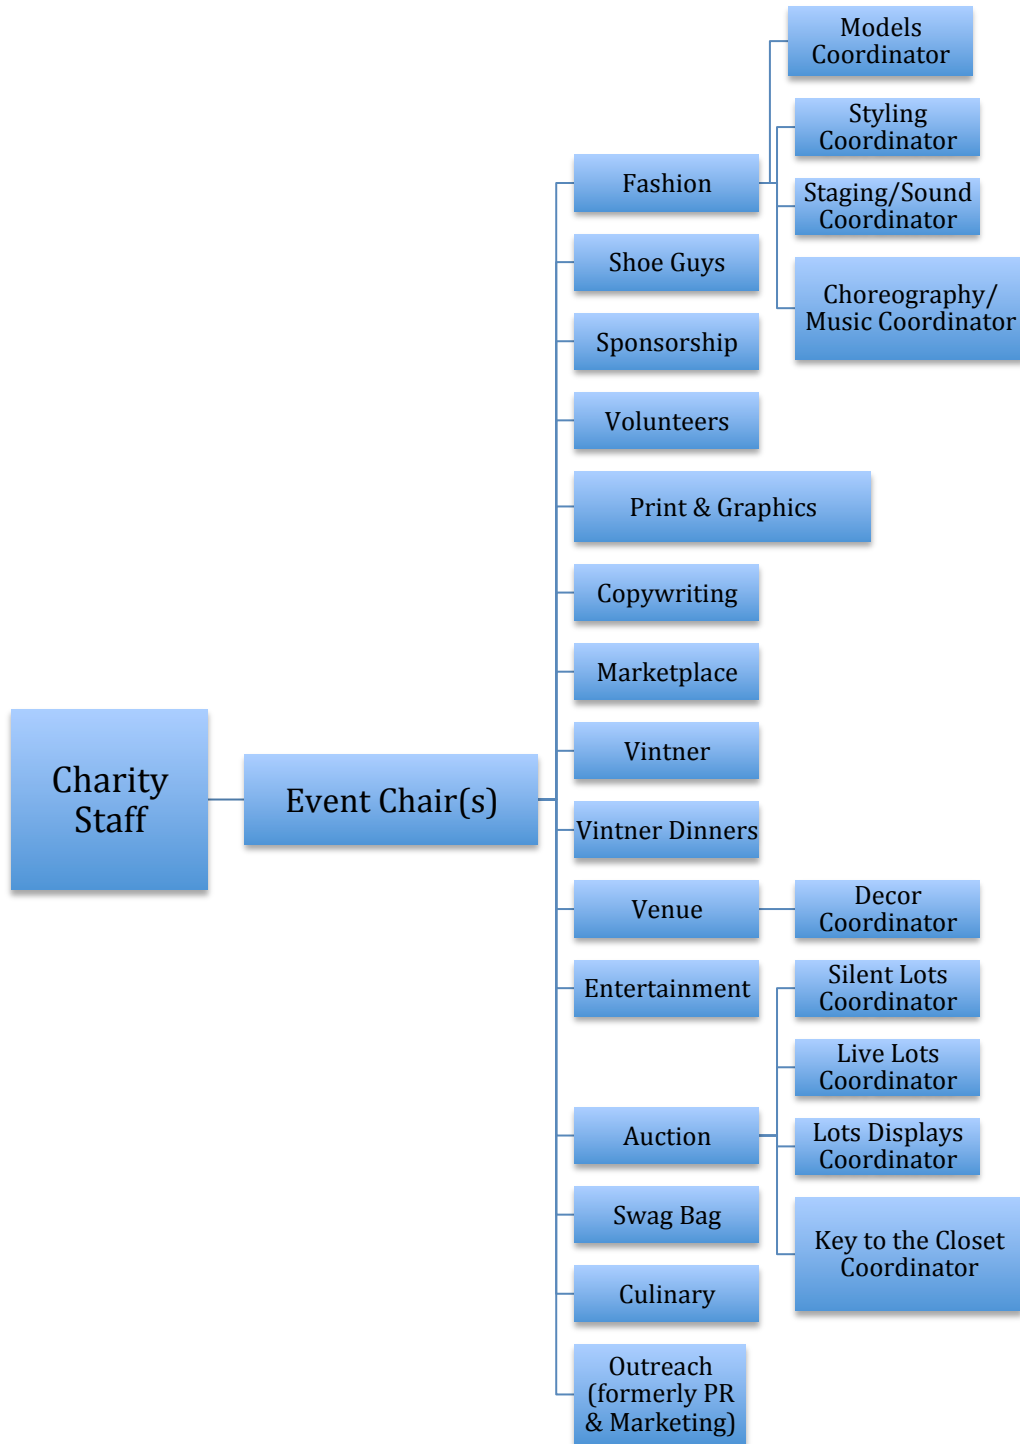 Charity
Staff
Event Chair(s)
Fashion
Models
Coordinator
Styling
Coordinator
Staging/Sound
Coordinator
Choreography/
Music Coordinator
Shoe Guys
Sponsorship
Volunteers
Print & Graphics
Copywriting
Marketplace
Vintner
Vintner Dinners
Venue
Decor
Coordinator
Entertainment
Auction
Silent Lots
Coordinator
Live Lots
Coordinator
Lots Displays
Coordinator
Key to the Closet
Coordinator
Swag Bag
Culinary
Outreach
(formerly PR
& Marketing)